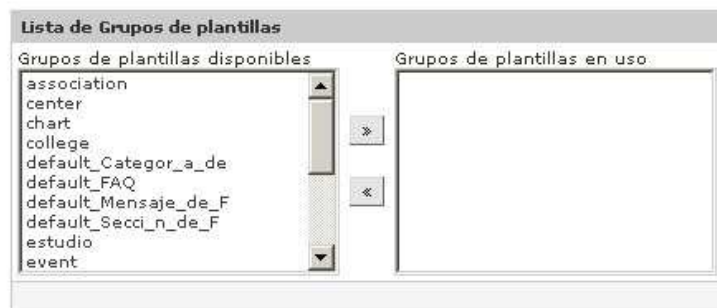 Lista de Grupos de plantillas
Grupos de plantillas disponibles
association
center
chart
college
default_Categor_a_de
default_FAQ
default_Mensaje_de_F
default_Secci_n_de_F
estudio
event
»
«
Grupos de plantillas en uso